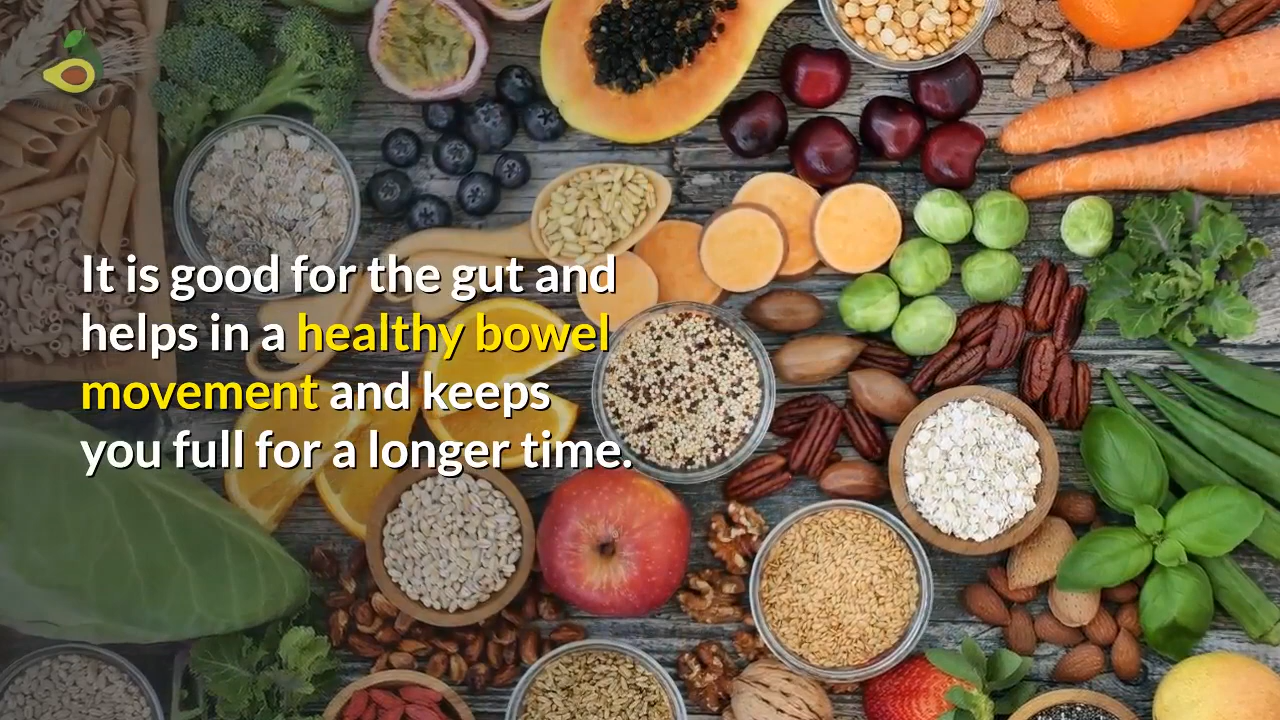 It is good for the gut and
helps in a healthy bowel
movement and keeps
you full for a longer time.